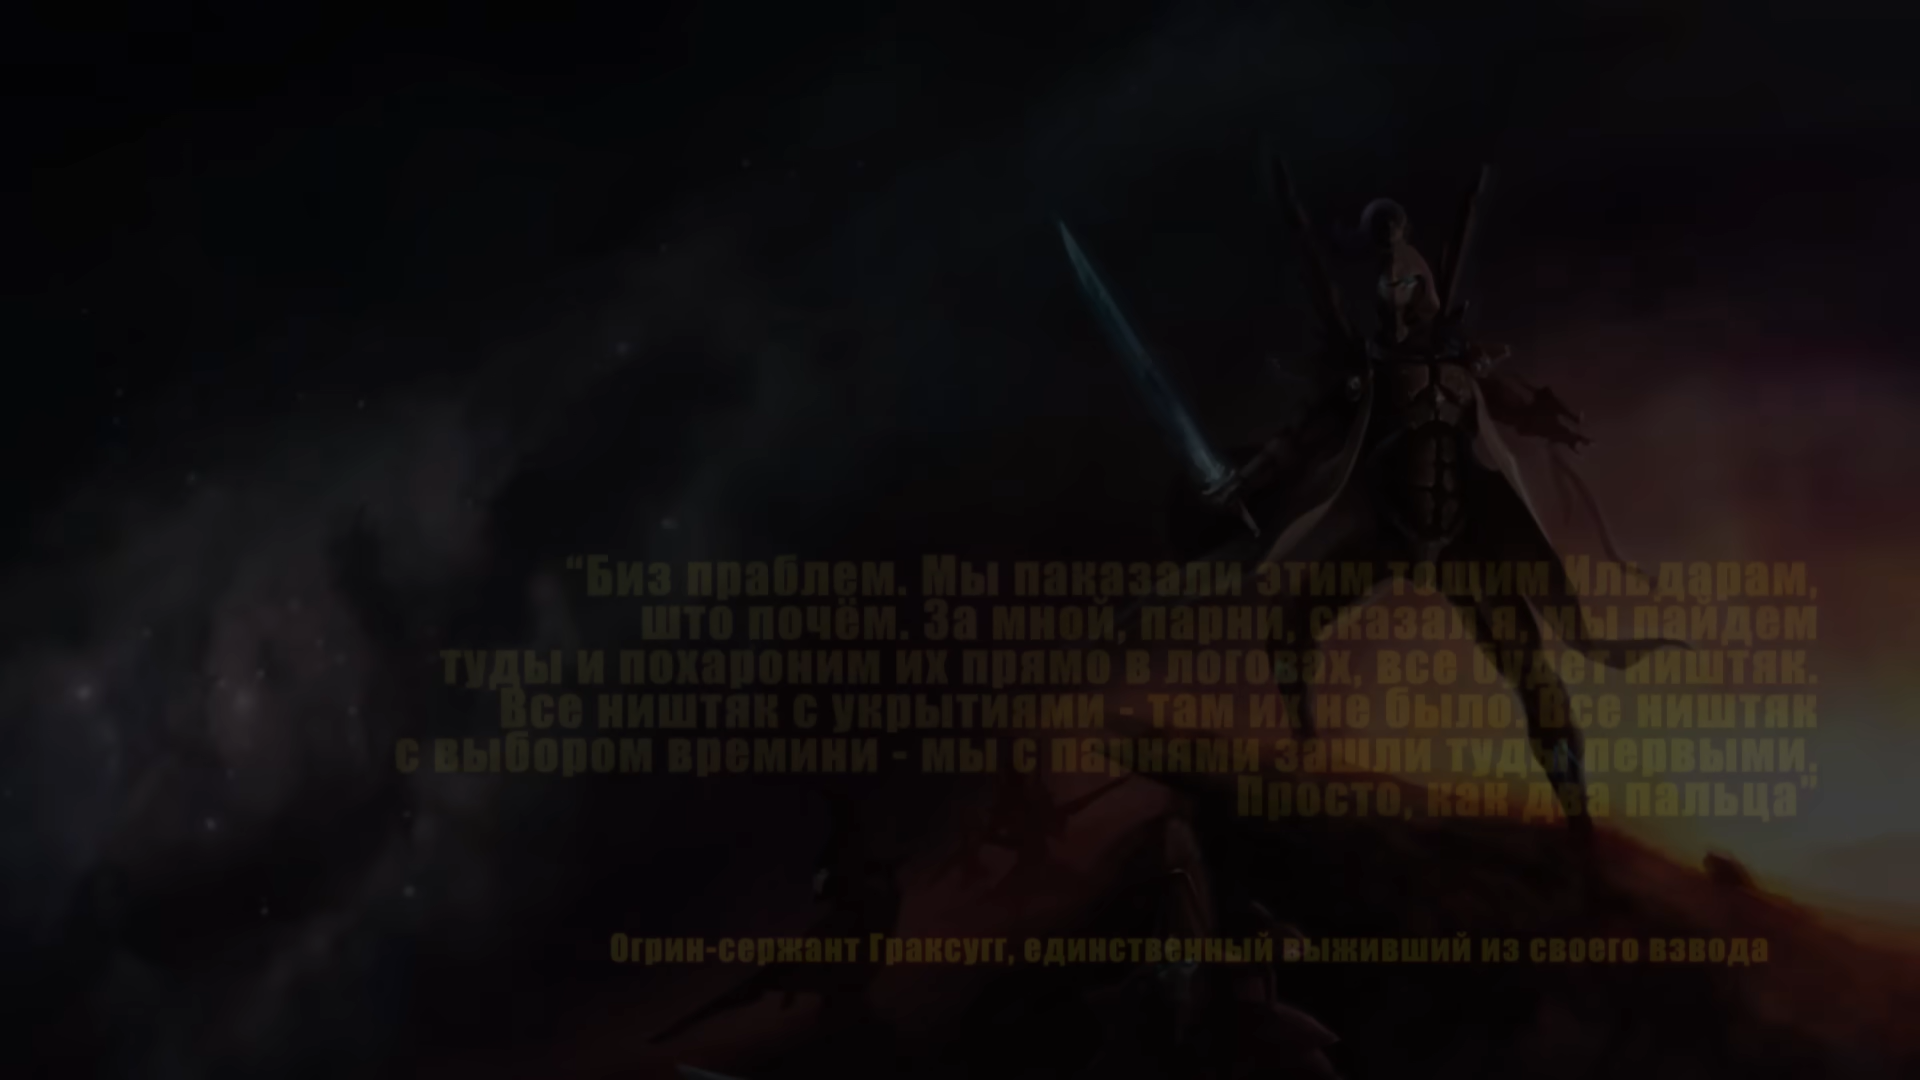 “Биз праблем. Мы паказали этим тощим Ильдарам,
што почём. За мной, парни, сказал я, мы пайдем
туды и похароним их прямо в логовах, все будет ништяк.
Все ништяк с укрытиями - там их не было. Все ништяк
с выбором времини - мы с парнями зашли туды первыми.
Просто, как два пальца”
Огрин-сержант Граксугг, единственный выживший из своего взвода